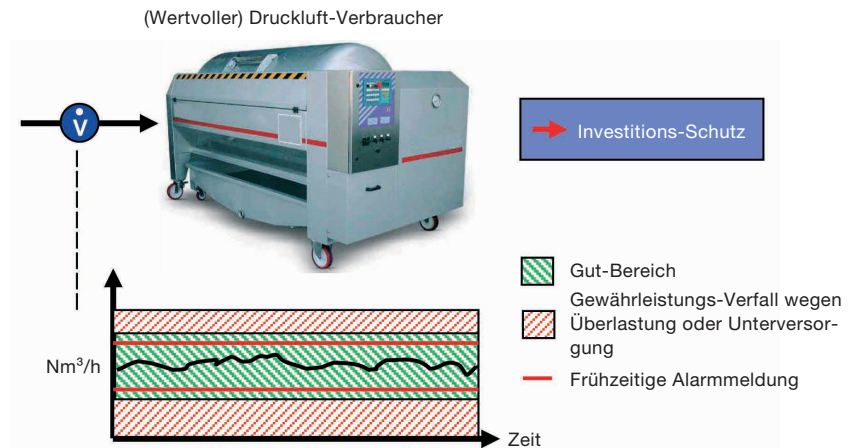 (Wertvoller) Druckluft-Verbraucher
V̇
Investitions-Schutz
Gut-Bereich
Gewährleistungs-Verfall wegen
Überlastung oder Unterversor-
gung
Frühzeitige Alarmmeldung
Nm³/h
Zeit